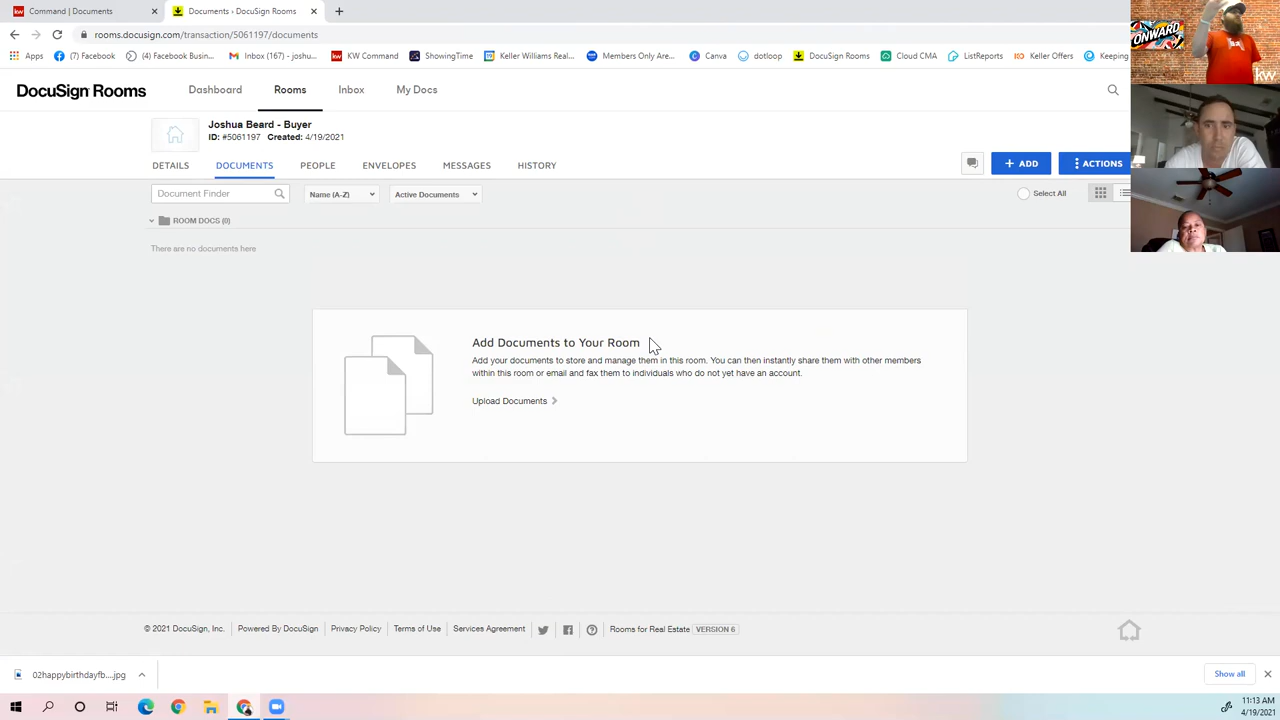 Command | Documents
Documents › DocuSign Rooms
rooms.docusign.com/transaction/5061197/documents
Apps
(7) Facebook
(4) Facebook Busin...
Inbox (167) - joshu...
KW Command
Keller Williams Re
Members Only Area...
dotloop
DocuSign Roo
Cloud CMA
ListReports
Keller Offers
Keeping
DocuSign Rooms
Dashboard
Rooms
Inbox
My Docs
Joshua Beard - Buyer
ID: #5061197 Created: 4/19/2021
DETAILS
DOCUMENTS
PEOPLE
ENVELOPES
MESSAGES
HISTORY
+ ADD
ACTIONS
Document Finder
Name (A-Z)
Active Documents
Select All
ROOM DOCS (0)
There are no documents here
Add Documents to Your Room
Add your documents to store and manage them in this room. You can then instantly share them with other members
within this room or email and fax them to individuals who do not yet have an account.
Upload Documents
© 2021 DocuSign, Inc.
Powered By DocuSign
Privacy Policy
Terms of Use
Services Agreement
Rooms for Real Estate VERSION 6
02happybirthdayfb....jpg
Show all
11:13 AM
4/19/2021
ONWARD
kw